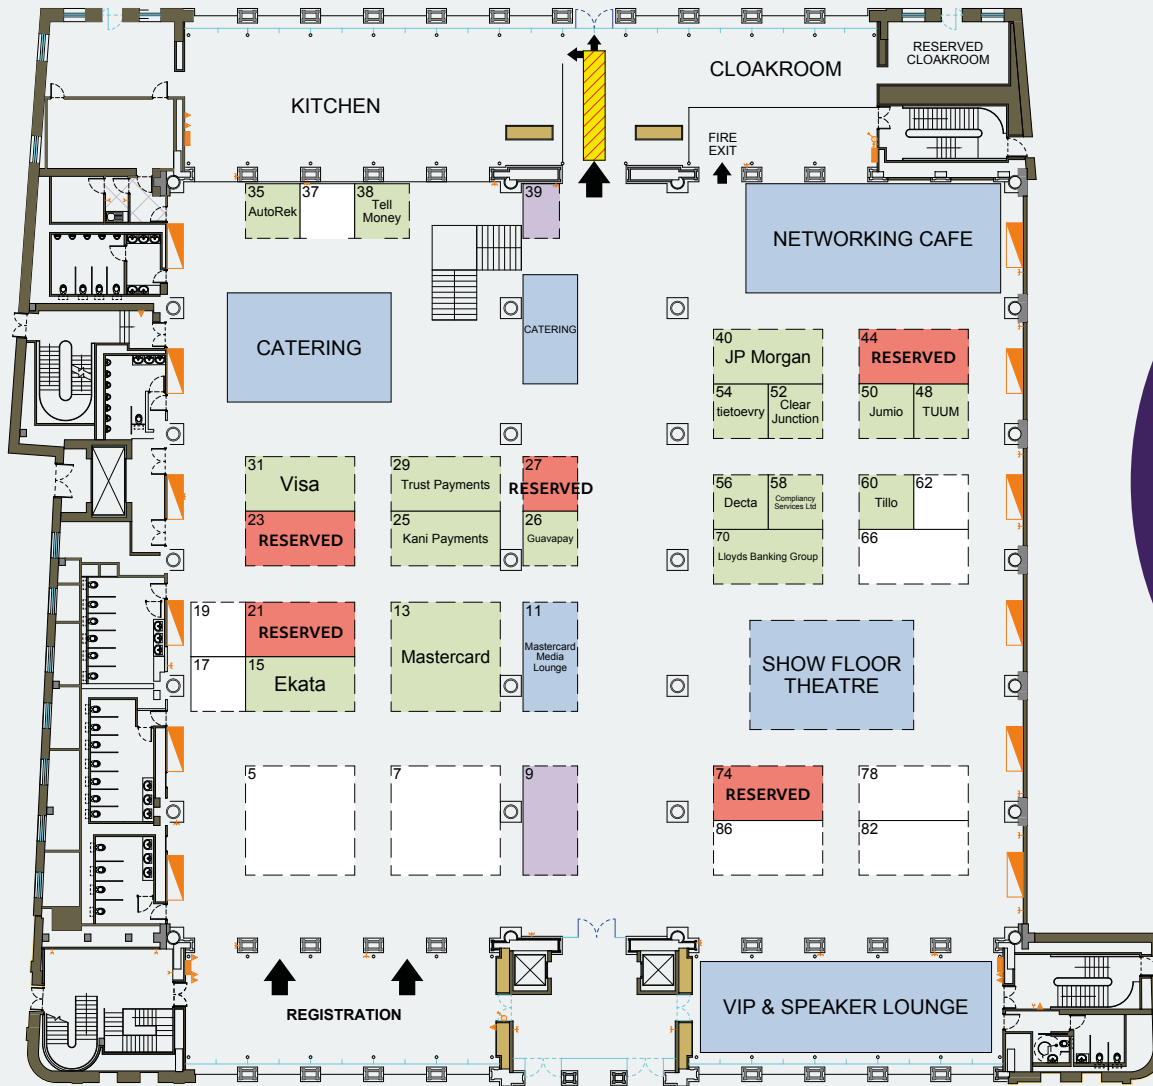 RESERVED
CLOAKROOM
CLOAKROOM
KITCHEN
FIRE
EXIT
35
AutoRek
37
38
Tell
Money
39
NETWORKING CAFE
CATERING
CATERING
40
JP Morgan
44
RESERVED
54
tietoevry
52
Clear
Junction
50
Jumio
48
TUUM
31
Visa
29
Trust Payments
27
RESERVED
23
RESERVED
25
Kani Payments
26
Guavapay
56
Decta
58
Compliancy
Services Ltd
60
Tillo
62
70
Lloyds Banking Group
66
19
21
RESERVED
13
Mastercard
11
Mastercard
Media
Lounge
17
15
Ekata
SHOW FLOOR
THEATRE
5
7
9
74
RESERVED
78
86
82
REGISTRATION
VIP & SPEAKER LOUNGE